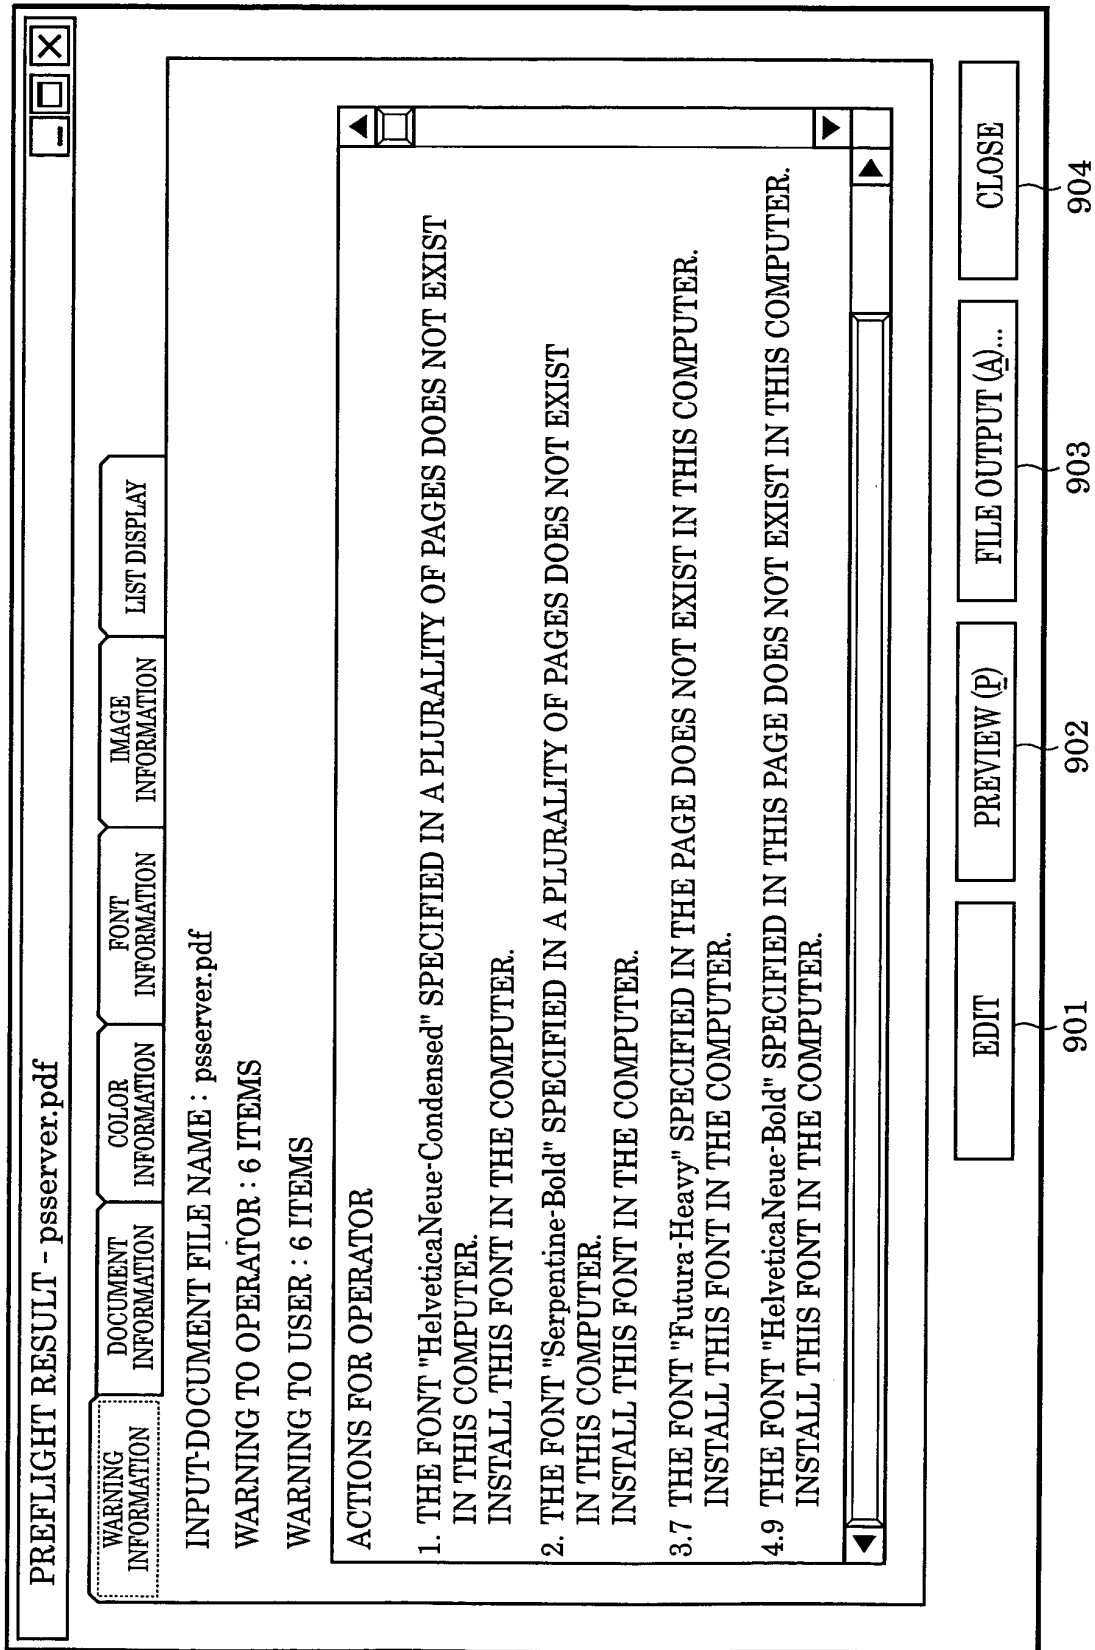 PREFLIGHT RESULT - psserver.pdf
WARNING
INFORMATION
DOCUMENT
INFORMATION
COLOR
INFORMATION
FONT
INFORMATION
IMAGE
INFORMATION
LIST DISPLAY
INPUT-DOCUMENT FILE NAME : psserver.pdf
WARNING TO OPERATOR : 6 ITEMS
WARNING TO USER : 6 ITEMS
ACTIONS FOR OPERATOR
1. THE FONT "HelveticaNeue-Condensed" SPECIFIED IN A PLURALITY OF PAGES DOES NOT EXIST
IN THIS COMPUTER.
INSTALL THIS FONT IN THE COMPUTER.
2. THE FONT "Serpentine-Bold" SPECIFIED IN A PLURALITY OF PAGES DOES NOT EXIST
IN THIS COMPUTER.
INSTALL THIS FONT IN THE COMPUTER.
3.7 THE FONT "Futura-Heavy" SPECIFIED IN THE PAGE DOES NOT EXIST IN THIS COMPUTER.
INSTALL THIS FONT IN THE COMPUTER.
4.9 THE FONT "HelveticaNeue-Bold" SPECIFIED IN THIS PAGE DOES NOT EXIST IN THIS COMPUTER.
INSTALL THIS FONT IN THE COMPUTER.
EDIT
PREVIEW (P)
FILE OUTPUT (A)...
CLOSE
901
902
903
904